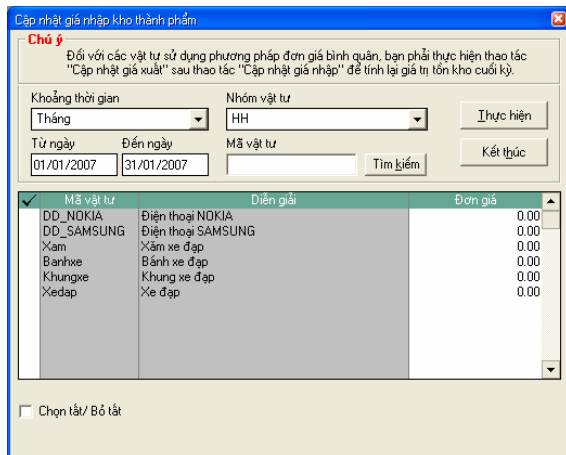 Cập nhật giá nhập kho thành phẩm
Chú ý
Đối với các vật tư sử dụng phương pháp đơn giá bình quân, bạn phải thực hiện thao tác
"Cập nhật giá xuất" sau thao tác "Cập nhật giá nhập" để tính lại giá trị tồn kho cuối kỳ.
Khoảng thời gian Nhóm vật tư
Tháng HH Thực hiện
Từ ngày Đến ngày Mã vật tư
01/01/2007 31/01/2007 Tìm kiếm Kết thúc
Mã vật tư Diễn giải Đơn giá
DD_NOKIA Điện thoại NOKIA 0.00
DD_SAMSUNG Điện thoại SAMSUNG 0.00
Xam Xăm xe đạp 0.00
Banhxe Bánh xe đạp 0.00
Khungxe Khung xe đạp 0.00
Xedap Xe đạp 0.00
Chọn tất/ Bỏ tất